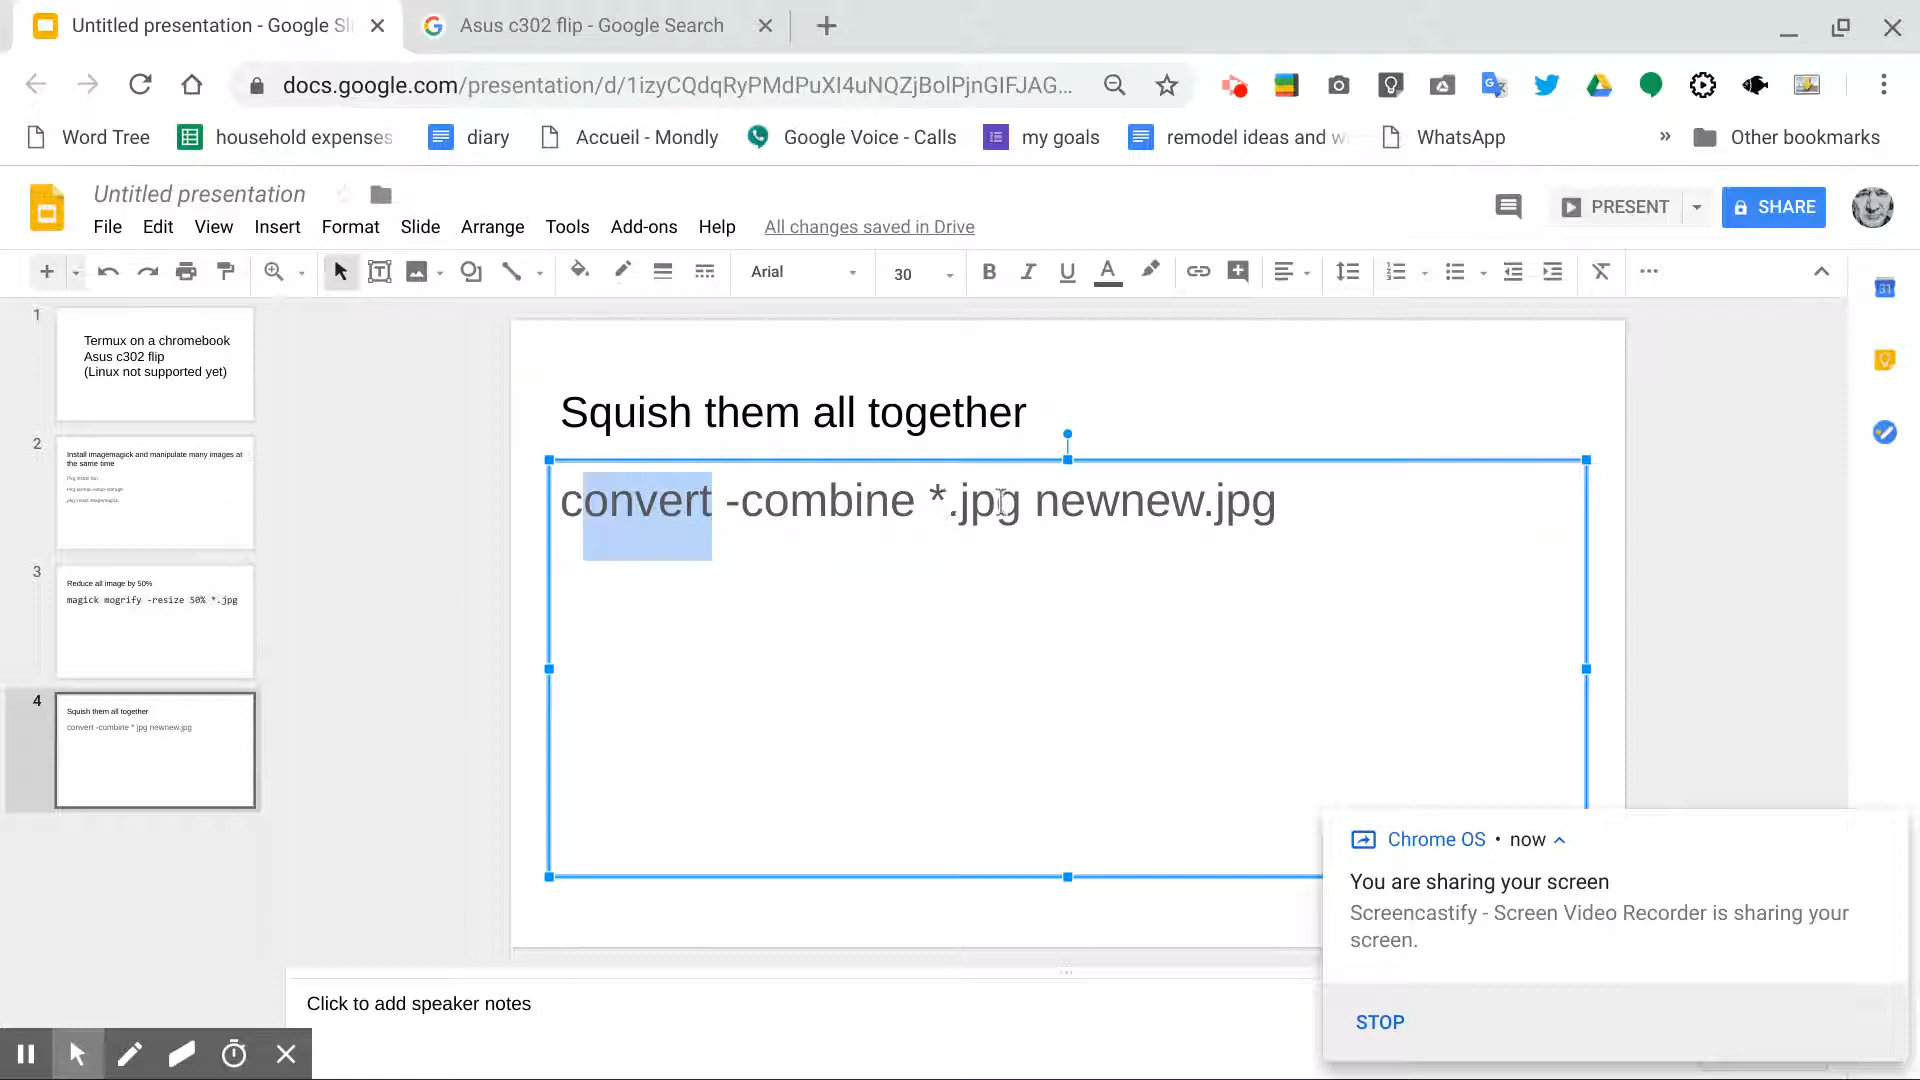 Untitled presentation - Google Sli
Asus c302 flip - Google Search
docs.google.com/presentation/d/1izyCQdqRyPMdPuXI4uNQZjBolPjnGIFJAG...
Word Tree
household expenses
diary
Accueil - Mondly
Google Voice - Calls
my goals
remodel ideas and w
WhatsApp
»
Other bookmarks
Untitled presentation
File Edit View Insert Format Slide Arrange Tools Add-ons Help All changes saved in Drive
PRESENT
SHARE
Arial
30
B I U A
31
1
Termux on a chromebook
Asus c302 flip
(Linux not supported yet)
2
Install imagemagick and manipulate many images at
the same time
pkg install imagemagick
3
Reduce all image by 50%
magick mogrify -resize 50% *.jpg
4
Squish them all together
convert -combine *.jpg newnew.jpg
Squish them all together
convert -combine *.jpg newnew.jpg
Click to add speaker notes
Chrome OS • now
You are sharing your screen
Screencastify - Screen Video Recorder is sharing your
screen.
STOP